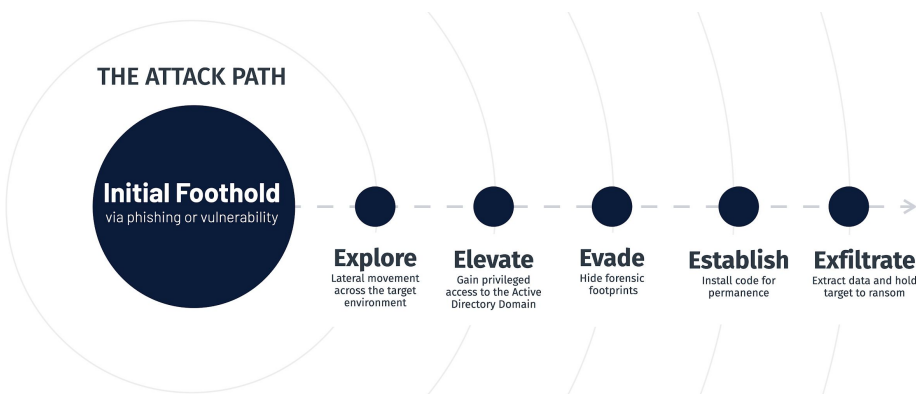 THE ATTACK PATH
Initial Foothold
via phishing or vulnerability
Explore
Lateral movement
across the target
environment
Elevate
Gain privileged
access to the Active
Directory Domain
Evade
Hide forensic
footprints
Establish
Install code for
permanence
Exfiltrate
Extract data and hold
target to ransom